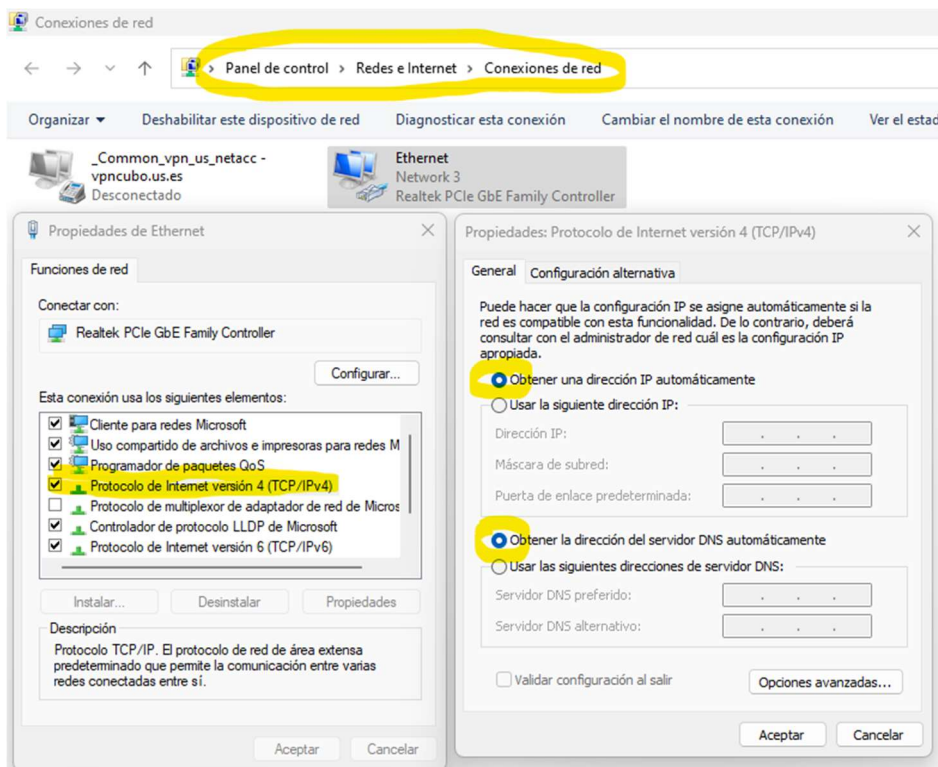 Conexiones de red
Panel de control > Redes e Internet > Conexiones de red
Organizar Deshabilitar este dispositivo de red Diagnosticar esta conexión Cambiar el nombre de esta conexión Ver el estad
_Common_vpn_us_netacc -
vpncubo.us.es
Desconectado
Ethernet
Network 3
Realtek PCIe GbE Family Controller
Propiedades de Ethernet
Funciones de red
Conectar con:
Realtek PCIe GbE Family Controller
Configurar...
Esta conexión usa los siguientes elementos:
Cliente para redes Microsoft
Uso compartido de archivos e impresoras para redes M
Programador de paquetes QoS
Protocolo de Internet versión 4 (TCP/IPv4)
Protocolo de multiplexor de adaptador de red de Micros
Controlador de protocolo LLDP de Microsoft
Protocolo de Internet versión 6 (TCP/IPv6)
Instalar... Desinstalar Propiedades
Descripción
Protocolo TCP/IP. El protocolo de red de área extensa
predeterminado que permite la comunicación entre varias
redes conectadas entre sí.
Aceptar Cancelar
Propiedades: Protocolo de Internet versión 4 (TCP/IPv4)
General Configuración alternativa
Puede hacer que la configuración IP se asigne automáticamente si la
red es compatible con esta funcionalidad. De lo contrario, deberá
consultar con el administrador de red cuál es la configuración IP
apropiada.
Obtener una dirección IP automáticamente
Usar la siguiente dirección IP:
Dirección IP:
Máscara de subred:
Puerta de enlace predeterminada:
Obtener la dirección del servidor DNS automáticamente
Usar las siguientes direcciones de servidor DNS:
Servidor DNS preferido:
Servidor DNS alternativo:
Validar configuración al salir
Opciones avanzadas...
Aceptar Cancelar